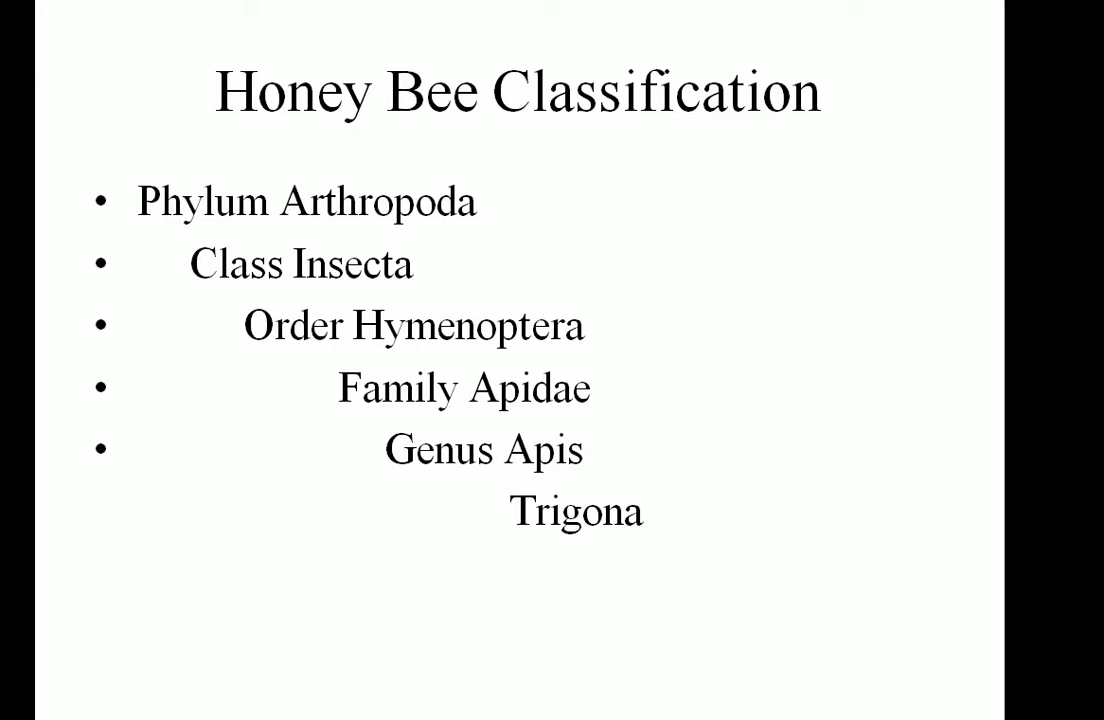 Honey Bee Classification
• Phylum Arthropoda
• Class Insecta
• Order Hymenoptera
• Family Apidae
• Genus Apis
Trigona